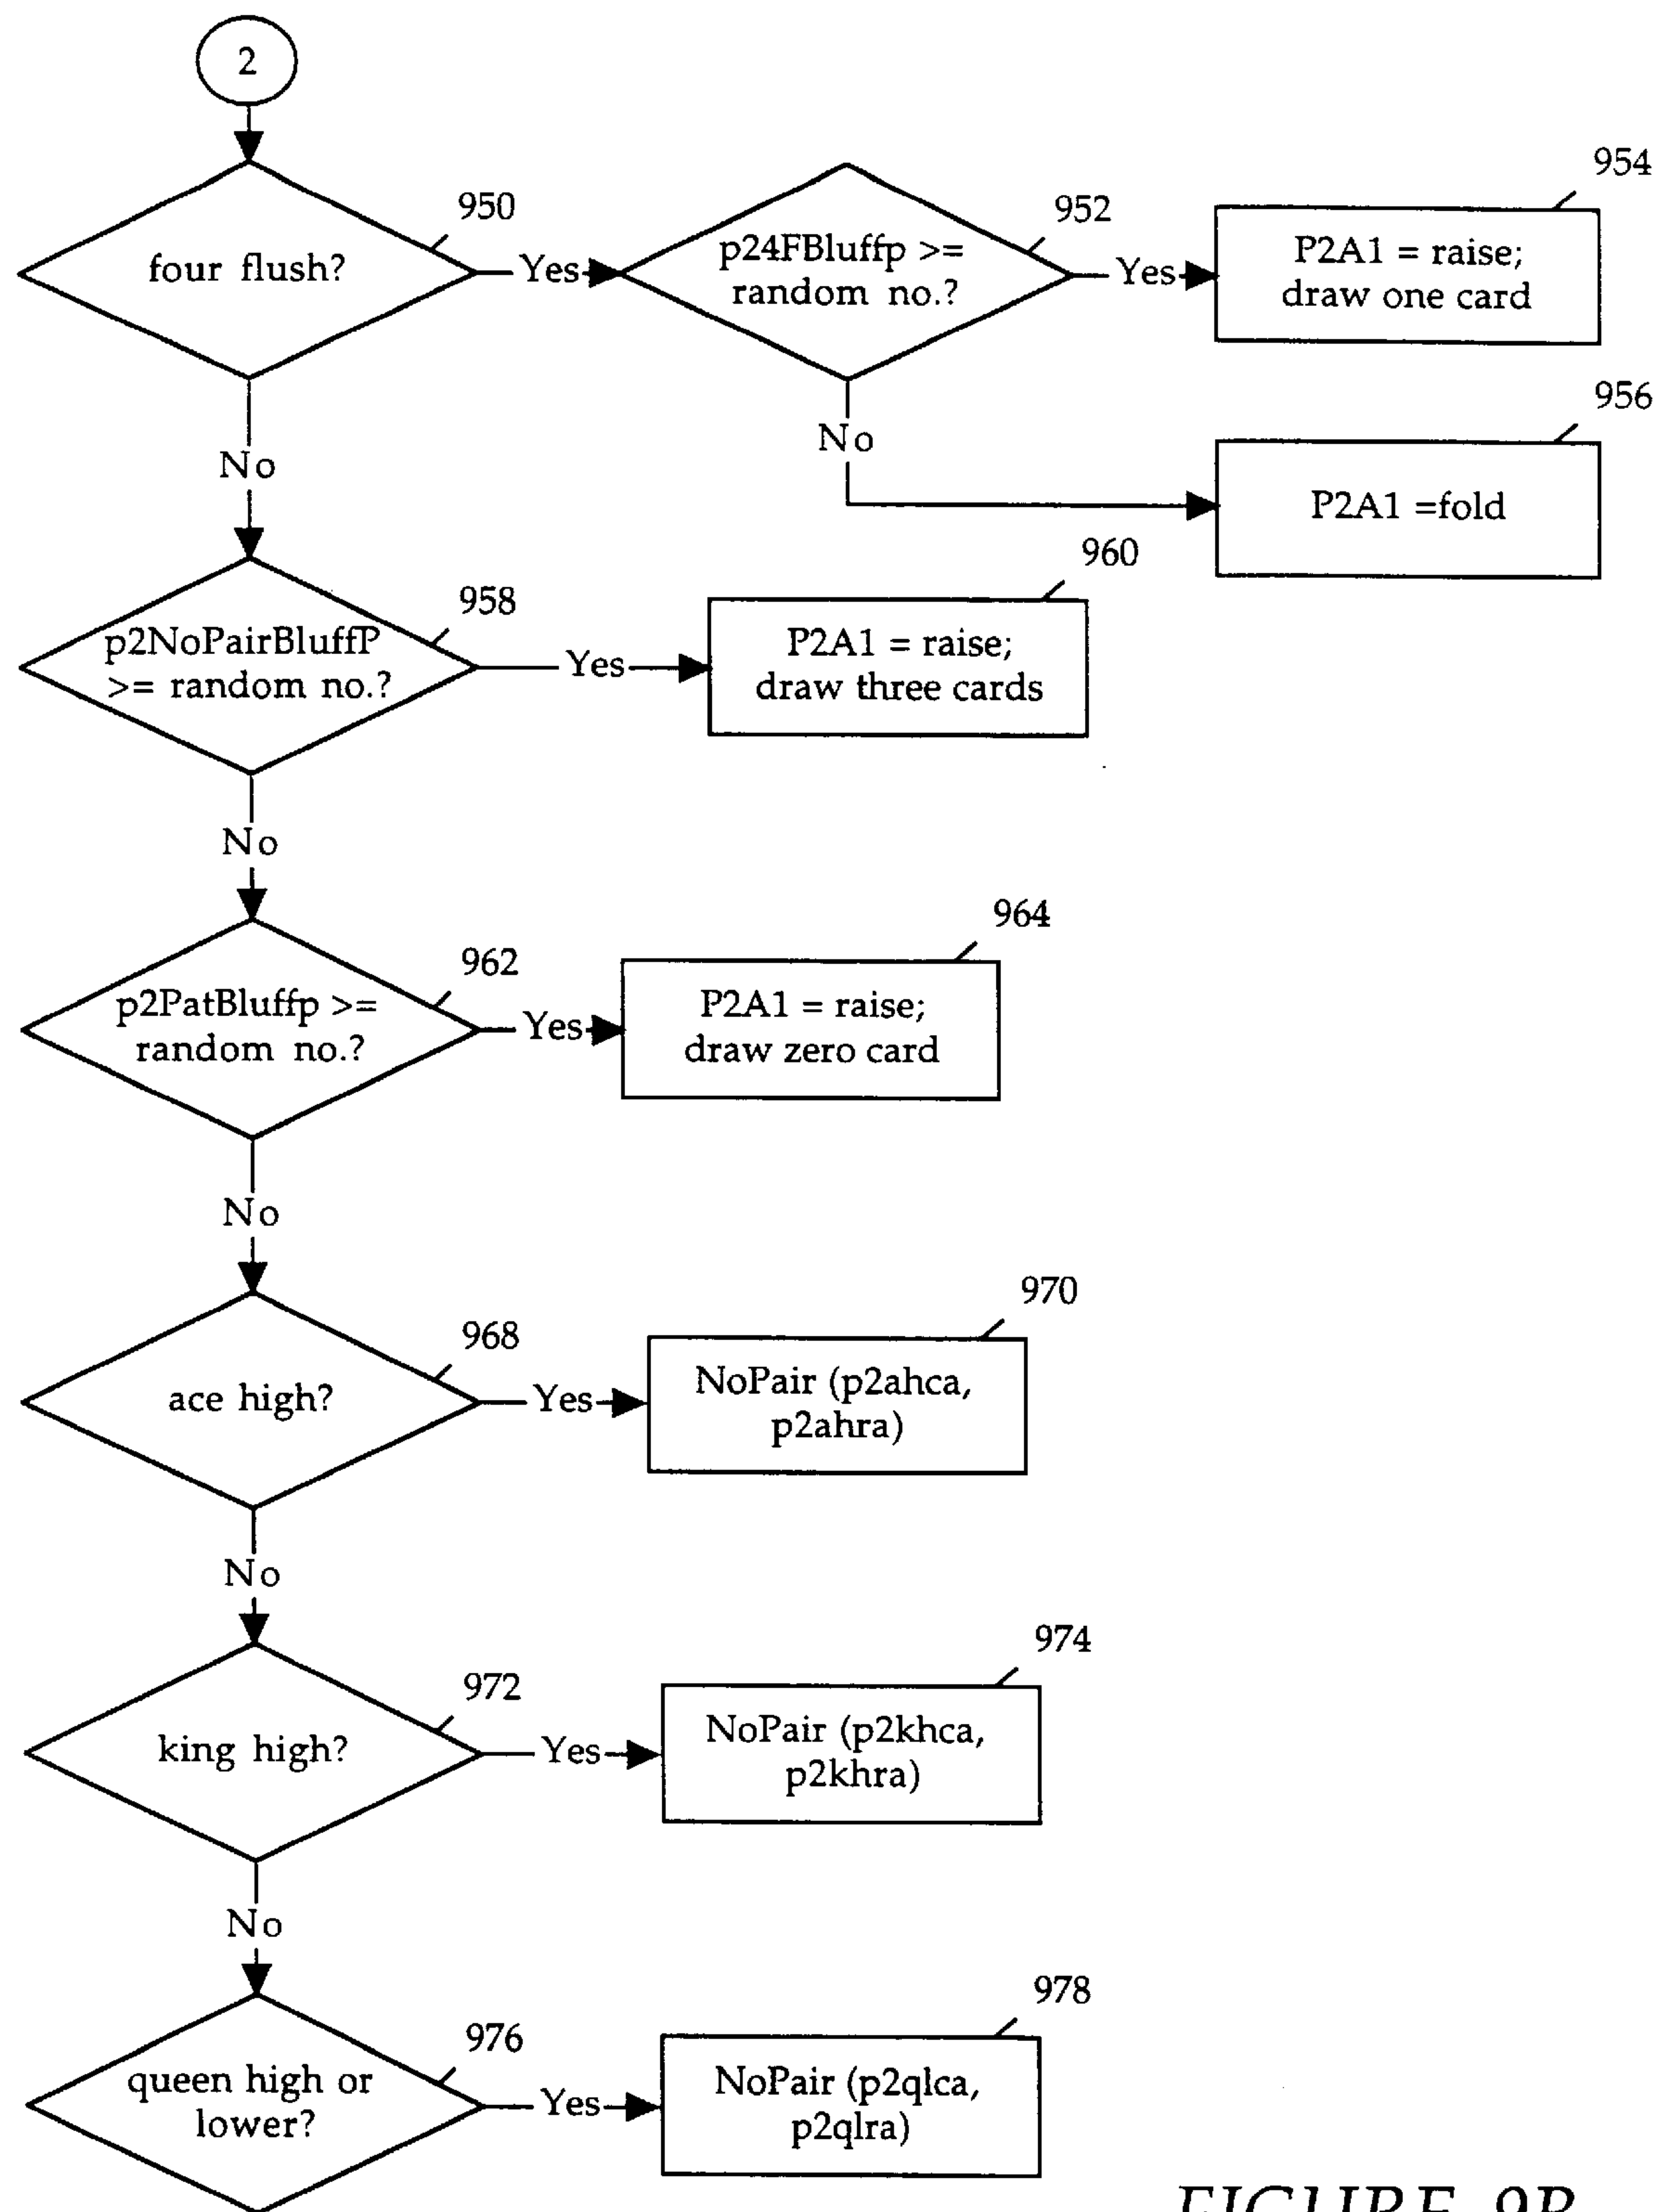 2
four flush?
950
Yes
p24FBluffp >=
random no.?
952
Yes
P2A1 = raise;
draw one card
954
No
P2A1 =fold
956
No
p2NoPairBluffP
>= random no.?
958
Yes
P2A1 = raise;
draw three cards
960
No
p2PatBluffp >=
random no.?
962
Yes
P2A1 = raise;
draw zero card
964
No
ace high?
968
Yes
NoPair (p2ahca,
p2ahra)
970
No
king high?
972
Yes
NoPair (p2khca,
p2khra)
974
No
queen high or
lower?
976
Yes
NoPair (p2qlca,
p2qlra)
978
FIGURE 9B